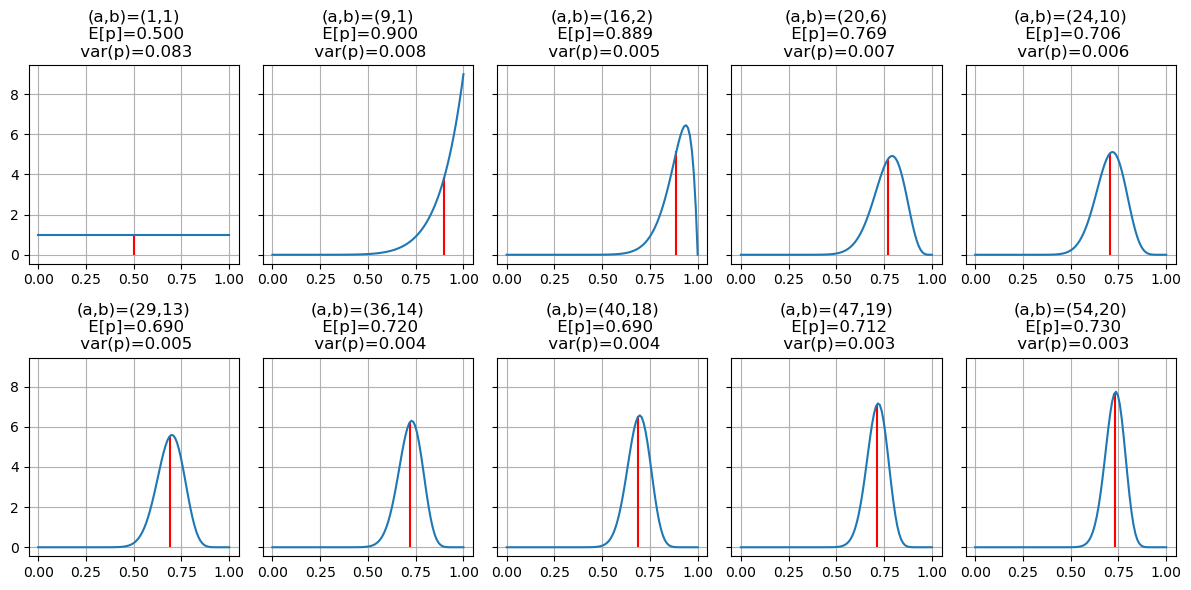 (a,b)=(1,1)
E[p]=0.500
var(p)=0.083
(a,b)=(9,1)
E[p]=0.900
var(p)=0.008
(a,b)=(16,2)
E[p]=0.889
var(p)=0.005
(a,b)=(20,6)
E[p]=0.769
var(p)=0.007
(a,b)=(24,10)
E[p]=0.706
var(p)=0.006
8
6
4
2
0
0.00 0.25 0.50 0.75 1.00
0.00 0.25 0.50 0.75 1.00
0.00 0.25 0.50 0.75 1.00
0.00 0.25 0.50 0.75 1.00
0.00 0.25 0.50 0.75 1.00
(a,b)=(29,13)
E[p]=0.690
var(p)=0.005
(a,b)=(36,14)
E[p]=0.720
var(p)=0.004
(a,b)=(40,18)
E[p]=0.690
var(p)=0.004
(a,b)=(47,19)
E[p]=0.712
var(p)=0.003
(a,b)=(54,20)
E[p]=0.730
var(p)=0.003
8
6
4
2
0
0.00 0.25 0.50 0.75 1.00
0.00 0.25 0.50 0.75 1.00
0.00 0.25 0.50 0.75 1.00
0.00 0.25 0.50 0.75 1.00
0.00 0.25 0.50 0.75 1.00